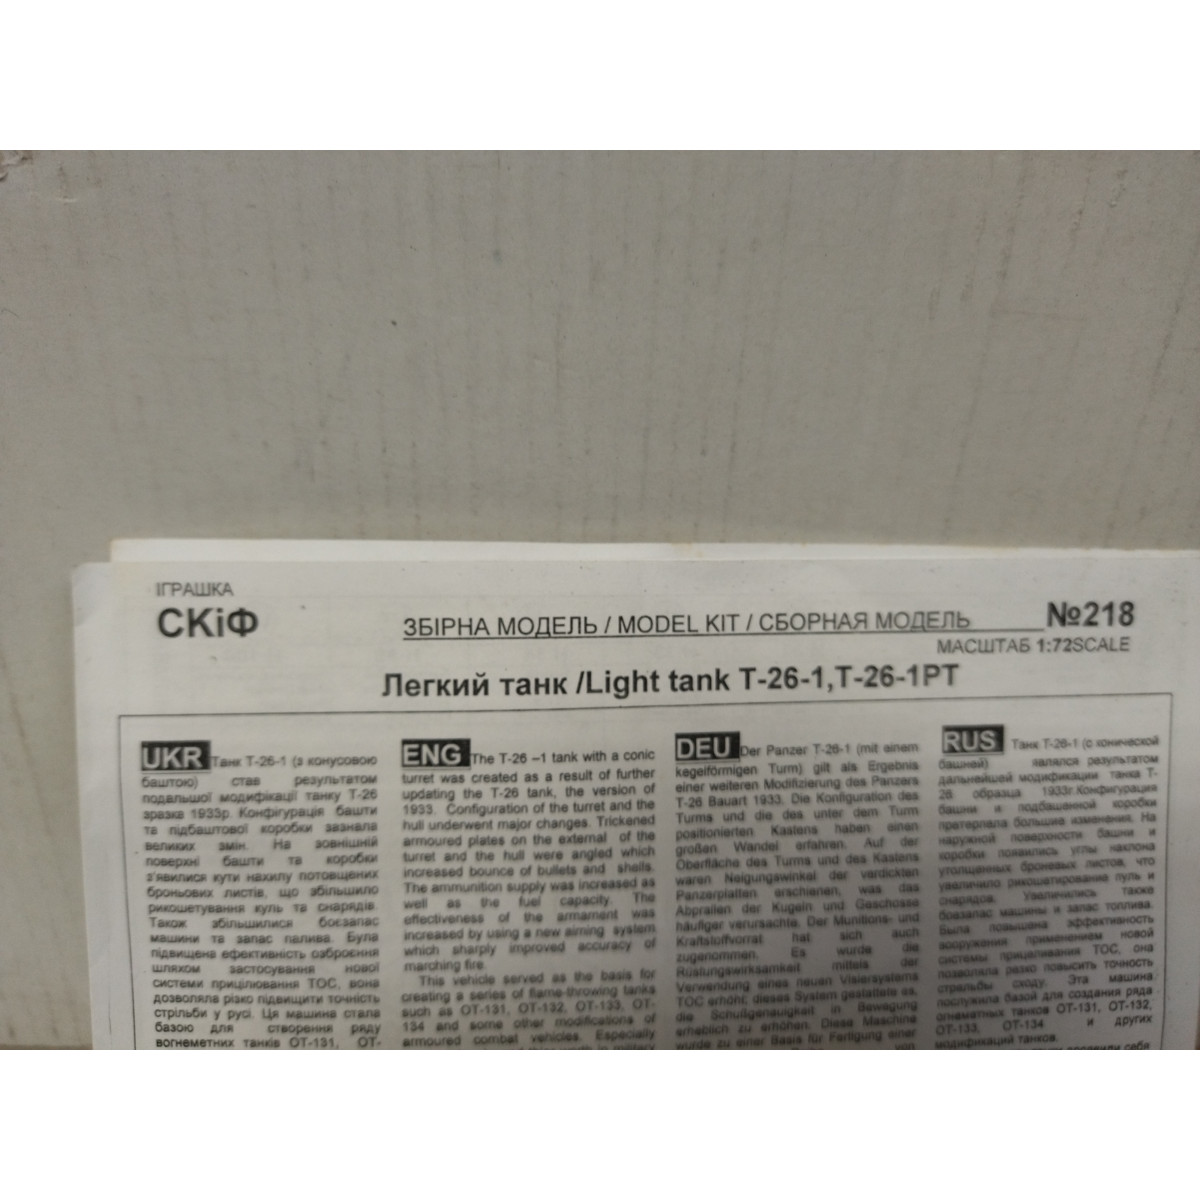 ІГРАШКА
СКіФ
ЗБІРНА МОДЕЛЬ / MODEL KIT / СБОРНАЯ МОДЕЛЬ
№218
МАСШТАБ 1:72SCALE
Легкий танк /Light tank T-26-1,T-26-1PT
UKR Танк Т-26-1 (з конусовою
баштою) став результатом
подальшої модифікації танку Т-26
зразка 1933р. Конфігурація башти
та підбаштової коробки зазнала
великих змін. На зовнішній
поверхні башти та коробки
з'явилися кути нахилу потовщених
броньових листів, що збільшило
рикошетування куль та снарядів.
Також збільшилися боєзапас
машини та запас палива. Була
підвищена ефективність озброєння
шляхом застосування нової
системи прицілювання ТОС, вона
дозволяла різко підвищити точність
стрільби у русі. Ця машина стала
базою для створення ряду
вогнеметних танків ОТ-131, ОТ-
ENG The T-26 –1 tank with a conic
turret was created as a result of further
updating the T-26 tank, the version of
1933. Configuration of the turret and the
hull underwent major changes. Trickened
armoured plates on the external of the
turret and the hull were angled which
increased bounce of bullets and shells.
The ammunition supply was increased as
well as the fuel capacity. The
effectiveness of the armament was
increased by using a new aiming system
which sharply improved accuracy of
marching fire.
This vehicle served as the basis for
creating a series of flame-throwing tanks
such as OT-131, OT-132, OT-133, OT-
134 and some other modifications of
armoured combat vehicles. Especially
DEU Der Panzer T-26-1 (mit einem
kegelförmigen Turm) gilt als Ergebnis
einer weiteren Modifizierung des Panzers
T-26 Bauart 1933. Die Konfiguration des
Turms und die des unter dem Turm
positionierten Kastens haben einen
großen Wandel erfahren. Auf der
Oberfläche des Turms und des Kastens
waren Neigungswinkel der verdickten
Panzerplatten erschienen, was das
Abprallen der Kugeln und Geschosse
häufiger verursachte. Der Munitions- und
Kraftstoffvorrat hat sich auch
zugenommen. Es wurde die
Rüstungswirksamkeit mittels der
Verwendung eines neuen Visiersystems
TOC erhöht; dieses System gestattete es,
die Schußgenauigkeit in Bewegung
erheblich zu erhöhen. Diese Maschine
wurde zu einer Basis für Fertigung einer
RUS Танк Т-26-1 (с конической
башней) являлся результатом
дальнейшей модификации танка Т-
26 образца 1933г.Конфигурация
башни и подбашенной коробки
претерпела большие изменения. На
наружной поверхности башни и
коробки появились углы наклона
утолщенных броневых листов, что
увеличило рикошетирование пуль и
снарядов. Увеличились также
боезапас машины и запас топлива.
Была повышена эффективность
вооружения применением новой
системы прицеливания ТОС, она
позволяла резко повысить точность
стрельбы сходу. Эта машина
послужила базой для создания ряда
огнеметных танков ОТ-131, ОТ-132,
ОТ-133, ОТ-134 и других
модификаций танков.